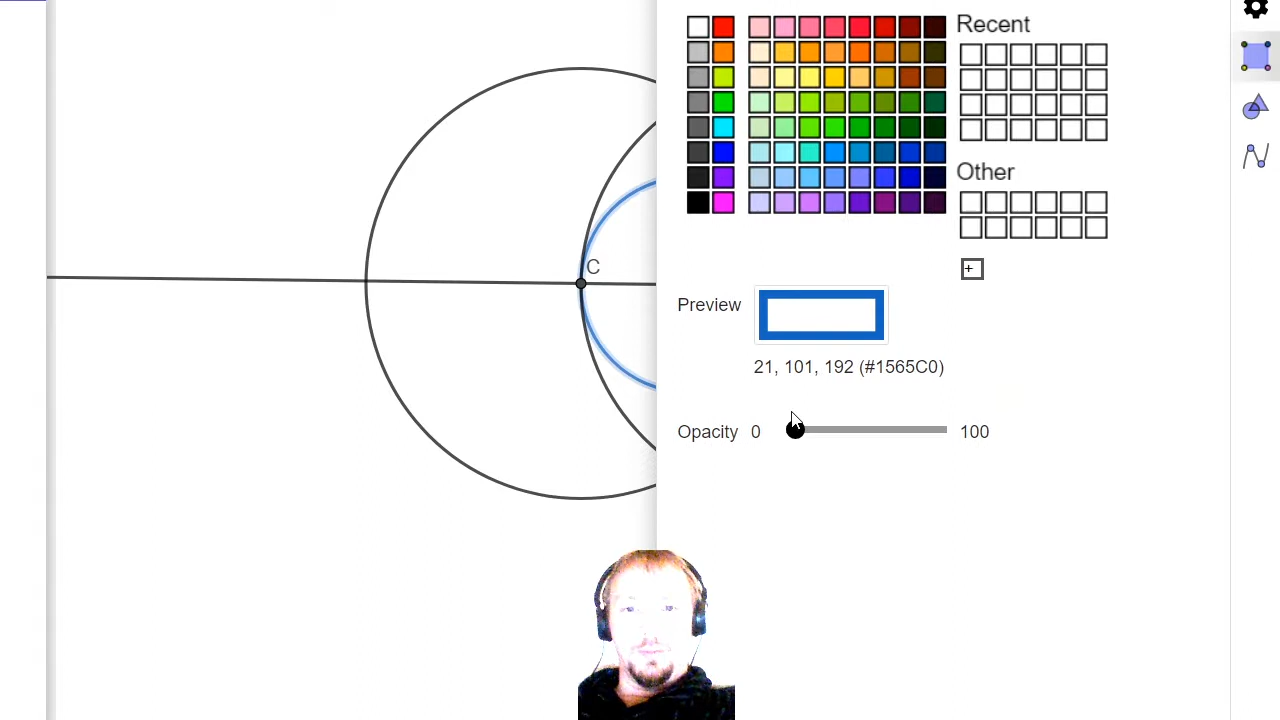 Recent
Other
+
C
Preview
21, 101, 192 (#1565C0)
Opacity 0 100